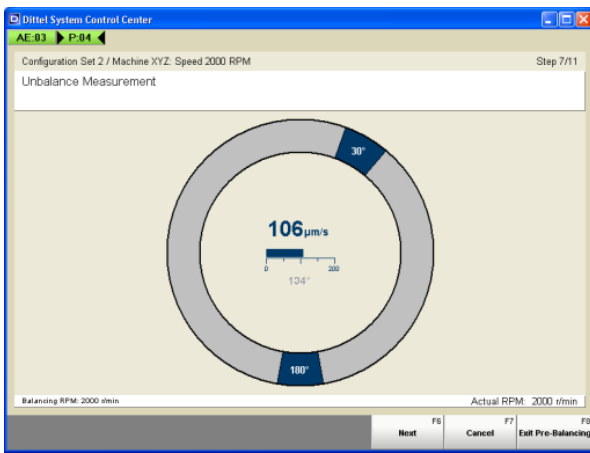 Dittel System Control Center
AE:03 P:04
Configuration Set 2 / Machine XYZ: Speed 2000 RPM Step 7/11
Unbalance Measurement
30°
106 µm/s
0 200
134°
180°
Balancing RPM: 2000 r/min Actual RPM: 2000 r/min
F6 F7 F8
Next Cancel Exit Pre-Balancing